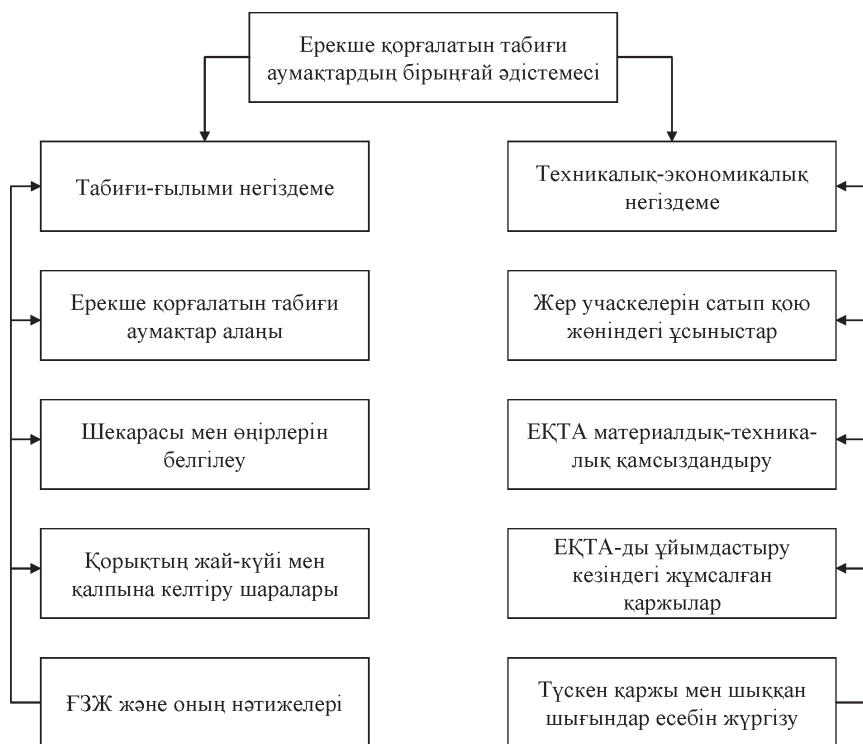 Ерекше қорғалатын табиғи
аумақтардың бірыңғай әдістемесі
Табиғи-ғылыми негіздеме
Техникалық-экономикалық
негіздеме
Ерекше қорғалатын табиғи
аумақтар алаңы
Жер учаскелерін сатып қою
жөніндегі ұсыныстар
Шекарасы мен өңірлерін
белгілеу
ЕҚТА материалдық-техника-
лық қамсыздандыру
Қорықтың жай-күйі мен
қалпына келтіру шаралары
ЕҚТА-ды ұйымдастыру
кезіндегі жұмсалған
қаржылар
ҒЗЖ және оның нәтижелері
Түскен қаржы мен шыққан
шығындар есебін жүргізу